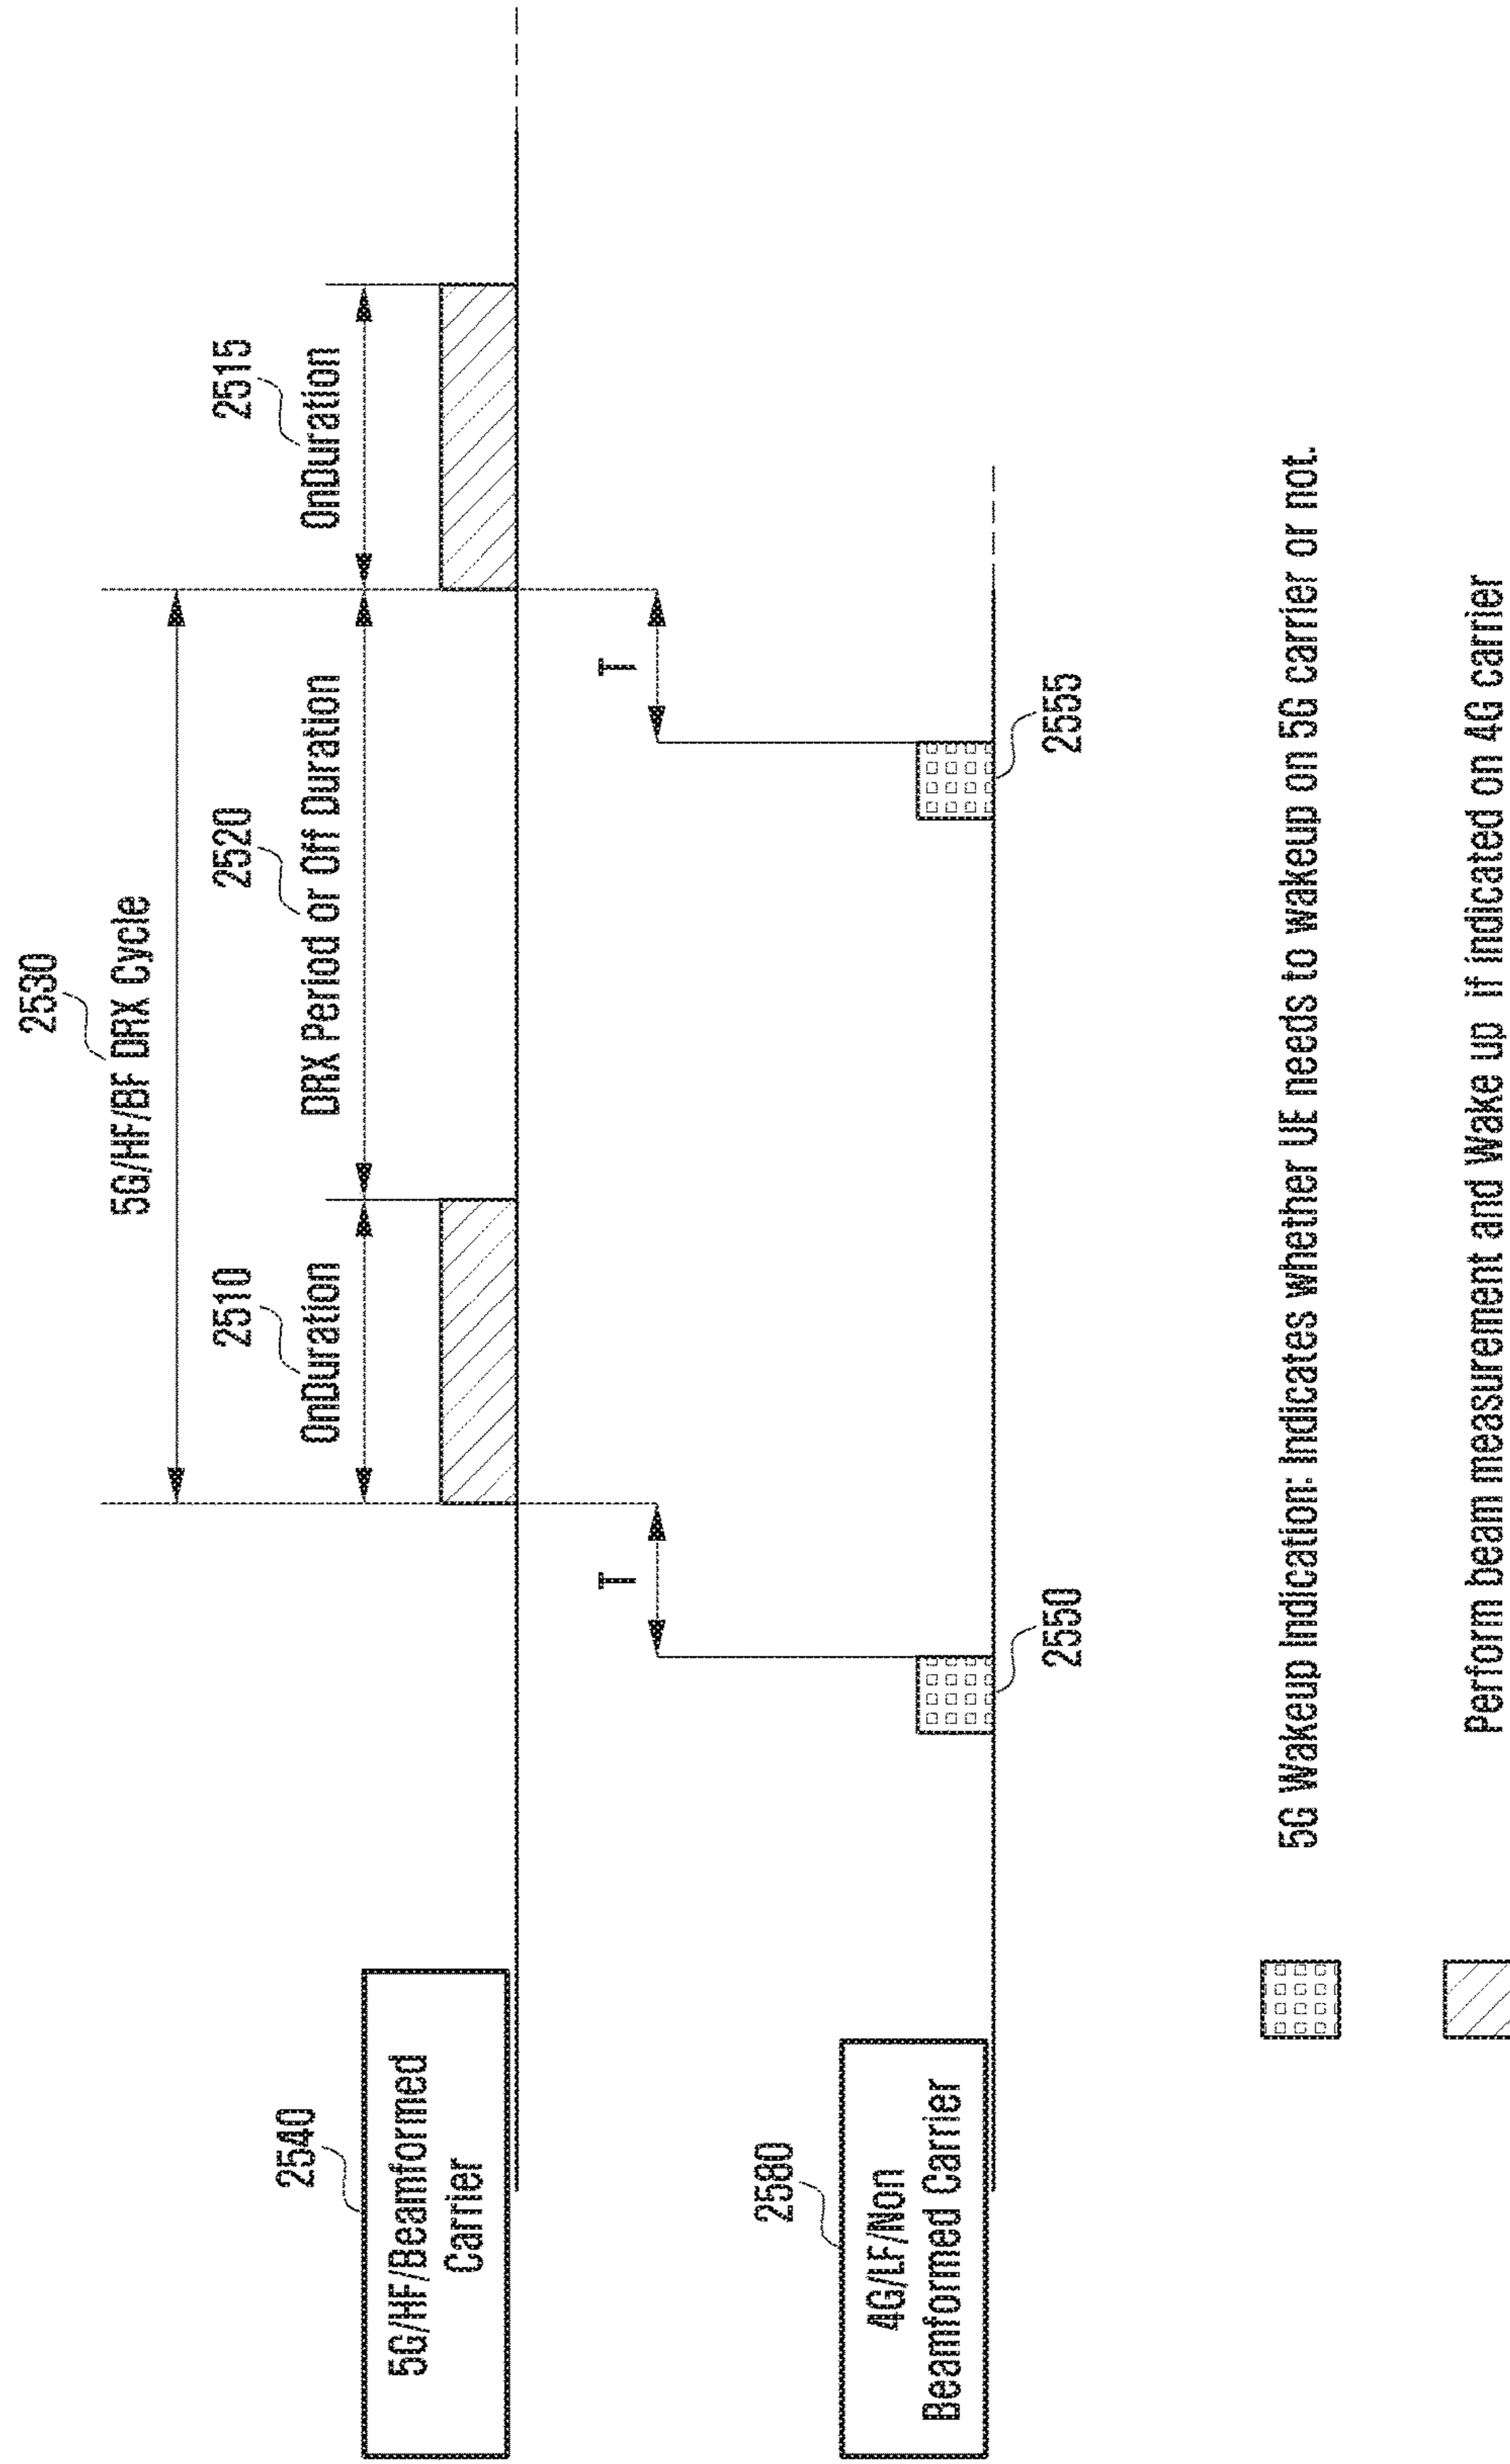 2530
5G/HF/BF DRX Cycle
2510
2520
2515
OnDuration
DRX Period or Off Duration
OnDuration
2540
5G/HF/Beamformed
Carrier
T
T
2580
4G/LF/Non
Beamformed Carrier
2550
2555
5G Wakeup Indication: Indicates whether UE needs to wakeup on 5G carrier or not.
Perform beam measurement and Wake up if indicated on 4G carrier